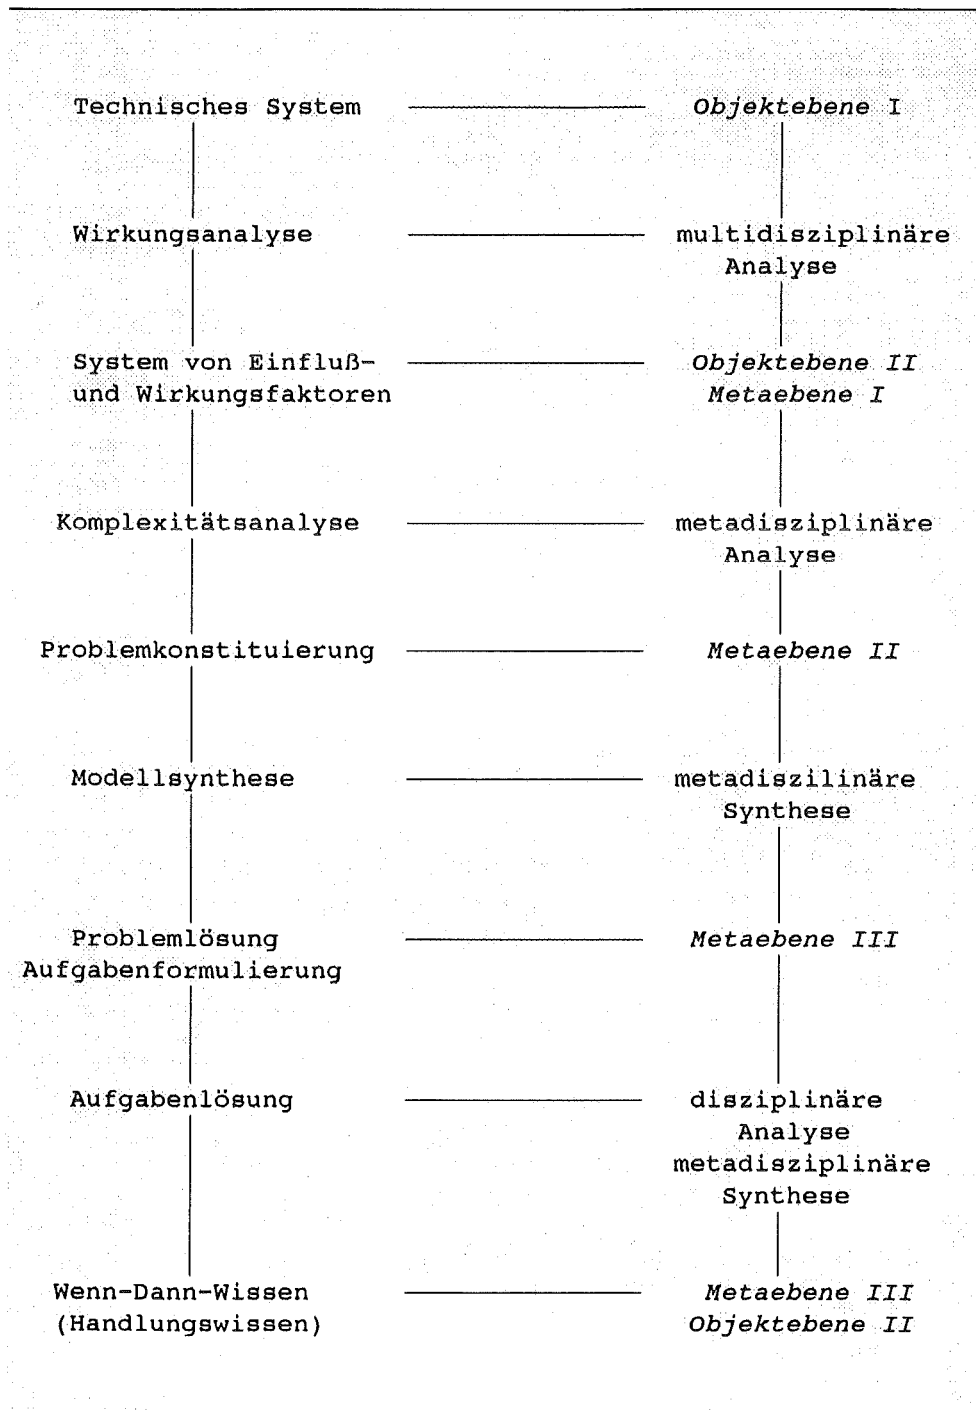 Technisches System Objektebene I
Wirkungsanalyse multidisziplinäre
Analyse
System von Einfluß- Objektebene II
und Wirkungsfaktoren Metaebene I
Komplexitätsanalyse metadisziplinäre
Analyse
Problemkonstituierung Metaebene II
Modellsynthese metadiszilinäre
Synthese
Problemlösung Metaebene III
Aufgabenformulierung
Aufgabenlösung disziplinäre
Analyse
metadisziplinäre
Synthese
Wenn-Dann-Wissen Metaebene III
(Handlungswissen) Objektebene II